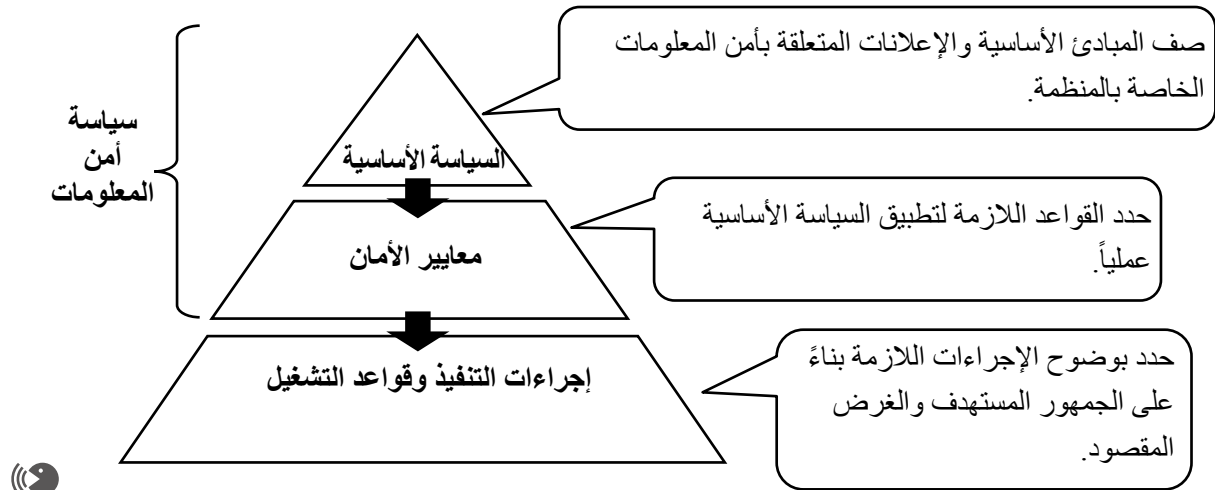 صف المبادئ الأساسية والإعلانات المتعلقة بأمن المعلومات
الخاصة بالمنظمة.
سياسة
أمن
المعلومات
السياسة الأساسية
حدد القواعد اللازمة لتطبيق السياسة الأساسية
عملياً.
معايير الأمان
حدد بوضوح الإجراءات اللازمة بناءً
على الجمهور المستهدف والغرض
المقصود.
إجراءات التنفيذ وقواعد التشغيل